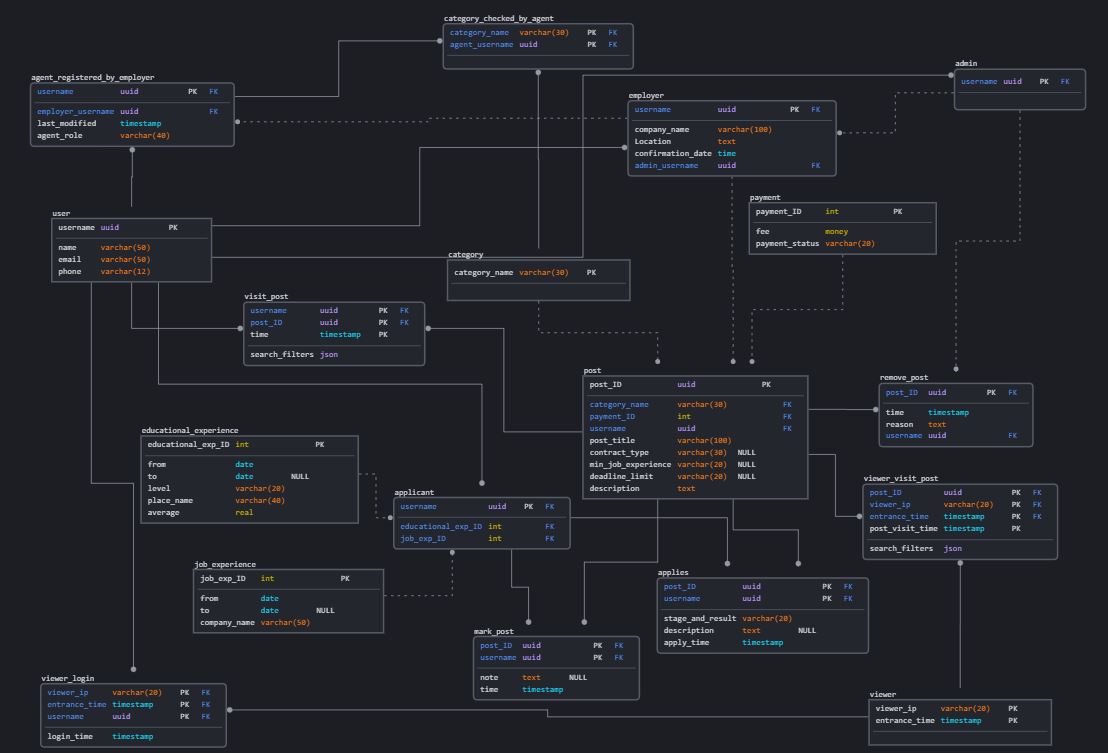 category_checked_by_agent
category_name varchar(30) PK FK
agent_username uuid PK FK
agent_registered_by_employer
username uuid PK FK
employer_username uuid FK
last_modified timestamp
agent_role varchar(40)
employer
username uuid PK FK
company_name varchar(100)
Location text
confirmation_date time
admin_username uuid FK
admin
username uuid PK FK
user
username uuid PK
name varchar(50)
email varchar(50)
phone varchar(12)
payment
payment_ID int PK
fee money
payment_status varchar(20)
category
category_name varchar(30) PK
visit_post
username uuid PK FK
post_ID uuid PK FK
time timestamp PK
search_filters json
post
post_ID uuid PK
category_name varchar(30) FK
payment_ID int FK
username uuid FK
post_title varchar(100)
contract_type varchar(30) NULL
min_job_experience varchar(20) NULL
deadline_limit varchar(20) NULL
description text
remove_post
post_ID uuid PK FK
time timestamp
reason text
username uuid FK
educational_experience
educational_exp_ID int PK
from date
to date NULL
level varchar(20)
place_name varchar(40)
average real
applicant
username uuid PK FK
educational_exp_ID int FK
job_exp_ID int FK
viewer_visit_post
post_ID uuid PK FK
viewer_ip varchar(20) PK FK
entrance_time timestamp PK FK
post_visit_time timestamp PK
search_filters json
job_experience
job_exp_ID int PK
from date
to date NULL
company_name varchar(50)
applies
post_ID uuid PK FK
username uuid PK FK
stage_and_result varchar(20)
description text NULL
apply_time timestamp
mark_post
post_ID uuid PK FK
username uuid PK FK
note text NULL
time timestamp
viewer_login
viewer_ip varchar(20) PK FK
entrance_time timestamp PK FK
username uuid PK FK
login_time timestamp
viewer
viewer_ip varchar(20) PK
entrance_time timestamp PK